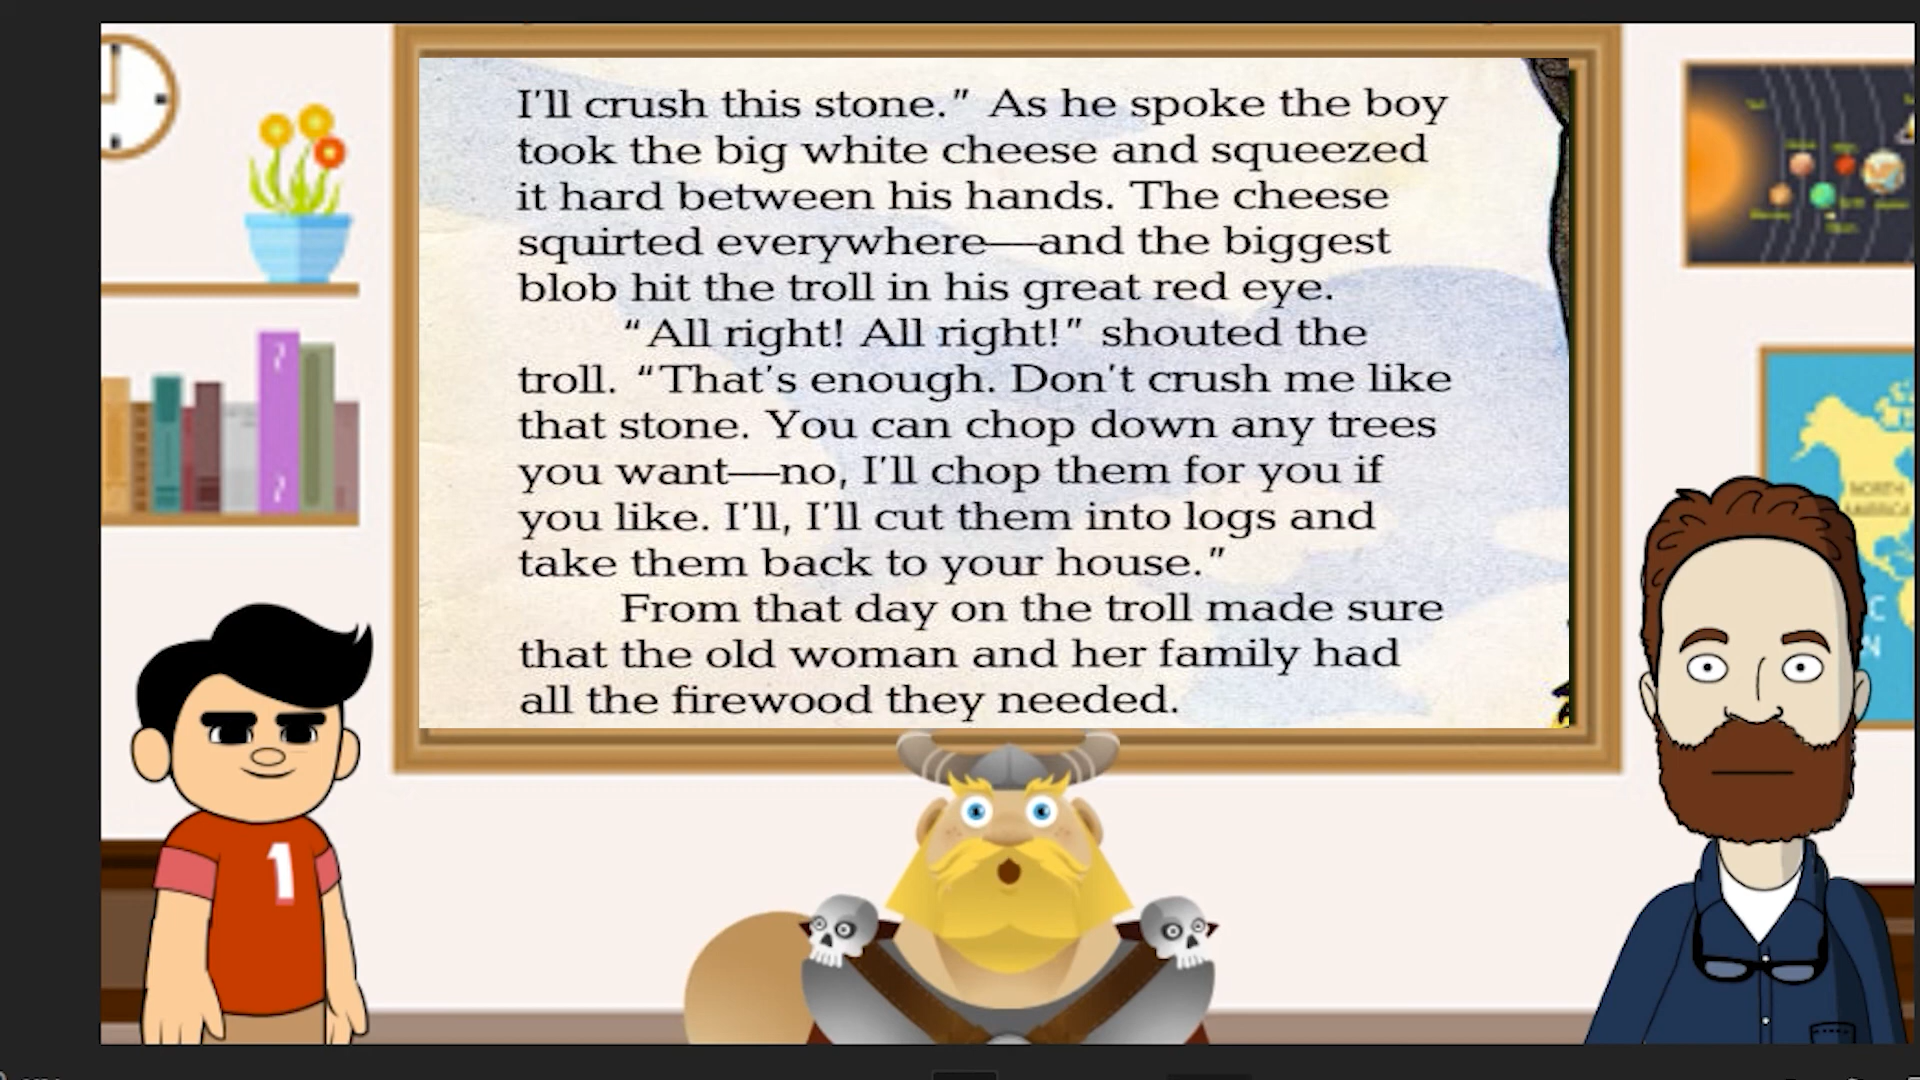 I'll crush this stone.” As he spoke the boy
took the big white cheese and squeezed
it hard between his hands. The cheese
squirted everywhere—and the biggest
blob hit the troll in his great red eye.
“All right! All right!” shouted the
troll. “That's enough. Don't crush me like
that stone. You can chop down any trees
you want—no, I'll chop them for you if
you like. I'll, I'll cut them into logs and
take them back to your house.”
From that day on the troll made sure
that the old woman and her family had
all the firewood they needed.
NORTH
AMERICA
1